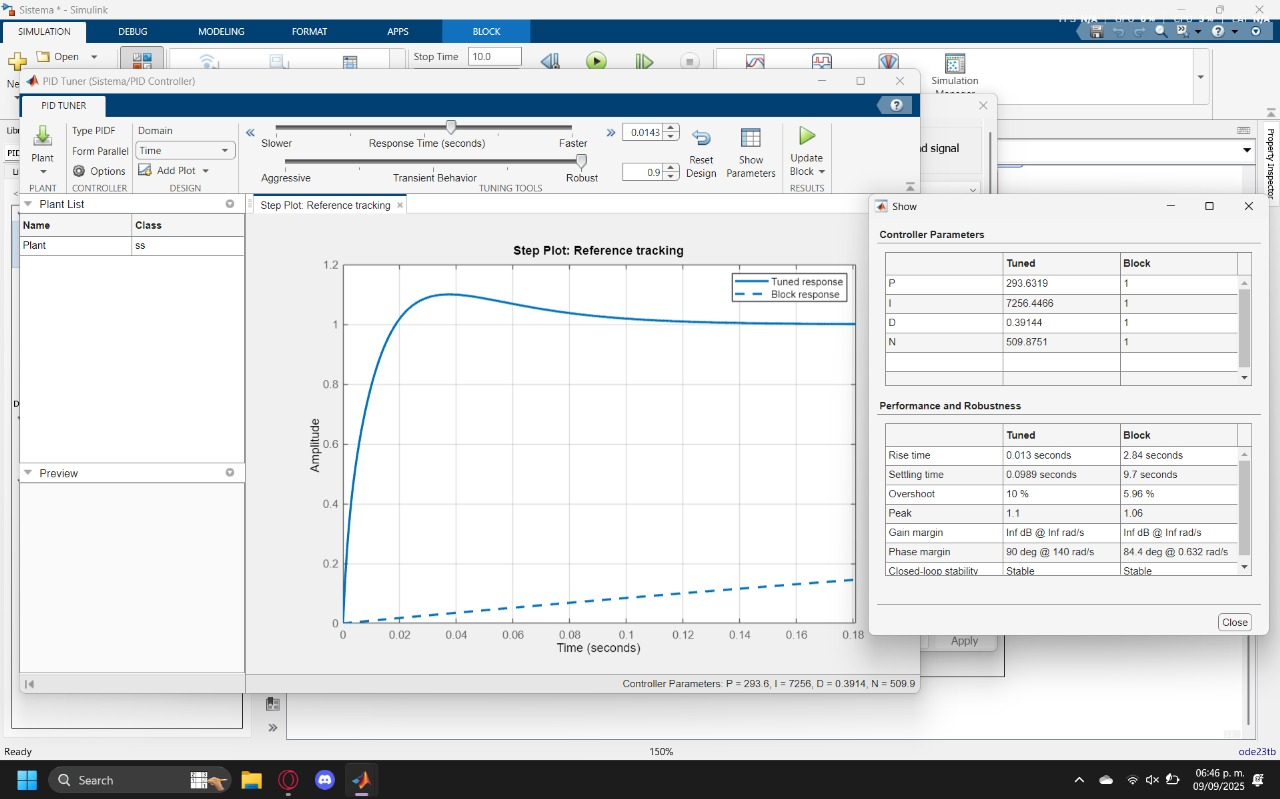 Sistema * - Simulink
SIMULATION DEBUG MODELING FORMAT APPS BLOCK
Open Stop Time 10.0
Simulation
Ne
PID Tuner (Sistema/PID Controller)
PID TUNER
Plant
Type PIDF
Form Parallel
Options
Domain
Time
Add Plot
Slower Response Time (seconds) Faster
0.0143
Aggressive Transient Behavior Robust
0.9
Reset Design
Show Parameters
Update Block
PLANT CONTROLLER DESIGN TUNING TOOLS RESULTS
Property Inspector
Plant List
Name Class
Plant ss
Preview
Step Plot: Reference tracking
Step Plot: Reference tracking
Tuned response
Block response
Amplitude
1.2
1
0.8
0.6
0.4
0.2
0
0 0.02 0.04 0.06 0.08 0.1 0.12 0.14 0.16 0.18
Time (seconds)
Controller Parameters: P = 293.6, I = 7256, D = 0.3914, N = 509.9
d signal
Show
Controller Parameters
Tuned Block
P 293.6319 1
I 7256.4466 1
D 0.39144 1
N 509.8751 1
Performance and Robustness
Tuned Block
Rise time 0.013 seconds 2.84 seconds
Settling time 0.0989 seconds 9.7 seconds
Overshoot 10 % 5.96 %
Peak 1.1 1.06
Gain margin Inf dB @ Inf rad/s Inf dB @ Inf rad/s
Phase margin 90 deg @ 140 rad/s 84.4 deg @ 0.632 rad/s
Closed-loop stability Stable Stable
Close
Apply
Ready 150% ode23tb
Search
06:46 p. m.
09/09/2025